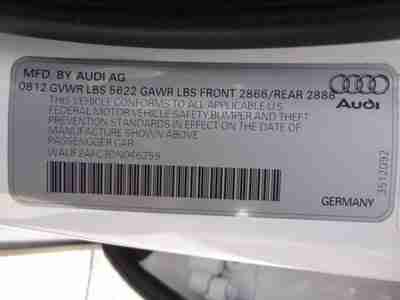 MFD. BY AUDI AG
0812 GVWR LBS 5622 GAWR LBS FRONT 2866/REAR 2888
THIS VEHICLE CONFORMS TO ALL APPLICABLE U.S.
FEDERAL MOTOR VEHICLE SAFETY, BUMPER AND THEFT
PREVENTION STANDARDS IN EFFECT ON THE DATE OF
MANUFACTURE SHOWN ABOVE.
PASSENGER CAR
Audi
GERMANY
3512092